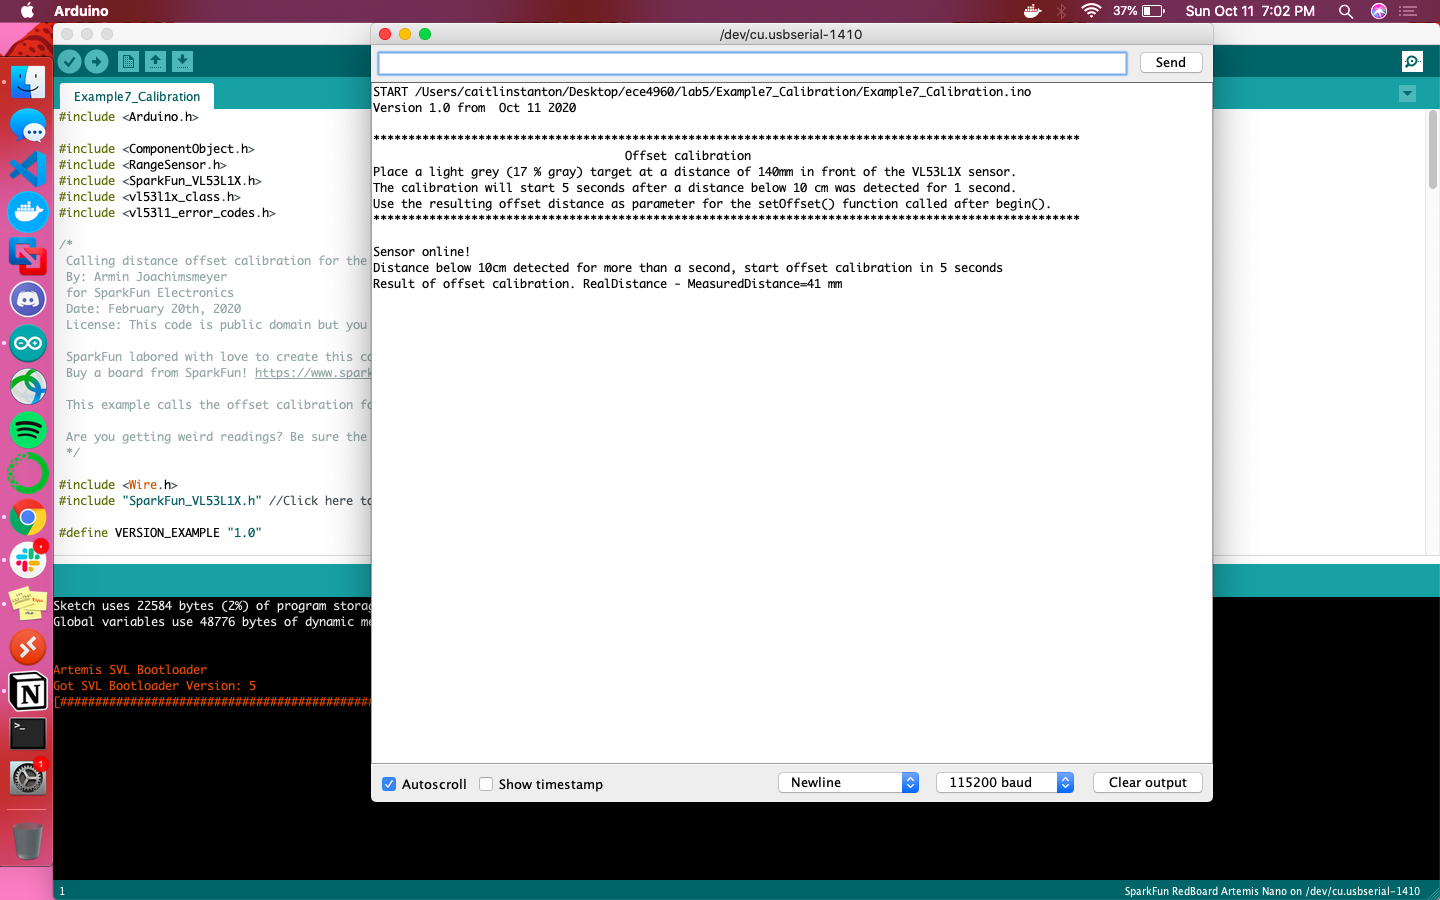 Arduino
37%
Sun Oct 11 7:02 PM
/dev/cu.usbserial-1410
Send
Example7_Calibration
#include <Arduino.h>
#include <ComponentObject.h>
#include <RangeSensor.h>
#include <SparkFun_VL53L1X.h>
#include <vl53l1x_class.h>
#include <vl53l1_error_codes.h>
/*
Calling distance offset calibration for the
By: Armin Joachimsmeyer
for SparkFun Electronics
Date: February 20th, 2020
License: This code is public domain but you
SparkFun labored with love to create this co
Buy a board from SparkFun! https://www.spark
This example calls the offset calibration fo
Are you getting weird readings? Be sure the
*/
#include <Wire.h>
#include "SparkFun_VL53L1X.h" //Click here to
#define VERSION_EXAMPLE "1.0"
START /Users/caitlinstanton/Desktop/ece4960/lab5/Example7_Calibration/Example7_Calibration.ino
Version 1.0 from  Oct 11 2020
*****************************************************************************************************
Offset calibration
Place a light grey (17 % gray) target at a distance of 140mm in front of the VL53L1X sensor.
The calibration will start 5 seconds after a distance below 10 cm was detected for 1 second.
Use the resulting offset distance as parameter for the setOffset() function called after begin().
*****************************************************************************************************
Sensor online!
Distance below 10cm detected for more than a second, start offset calibration in 5 seconds
Result of offset calibration. RealDistance - MeasuredDistance=41 mm
Autoscroll
Show timestamp
Newline
115200 baud
Clear output
Sketch uses 22584 bytes (2%) of program storag
Global variables use 48776 bytes of dynamic me
Artemis SVL Bootloader
Got SVL Bootloader Version: 5
[#############################################
1
SparkFun RedBoard Artemis Nano on /dev/cu.usbserial-1410